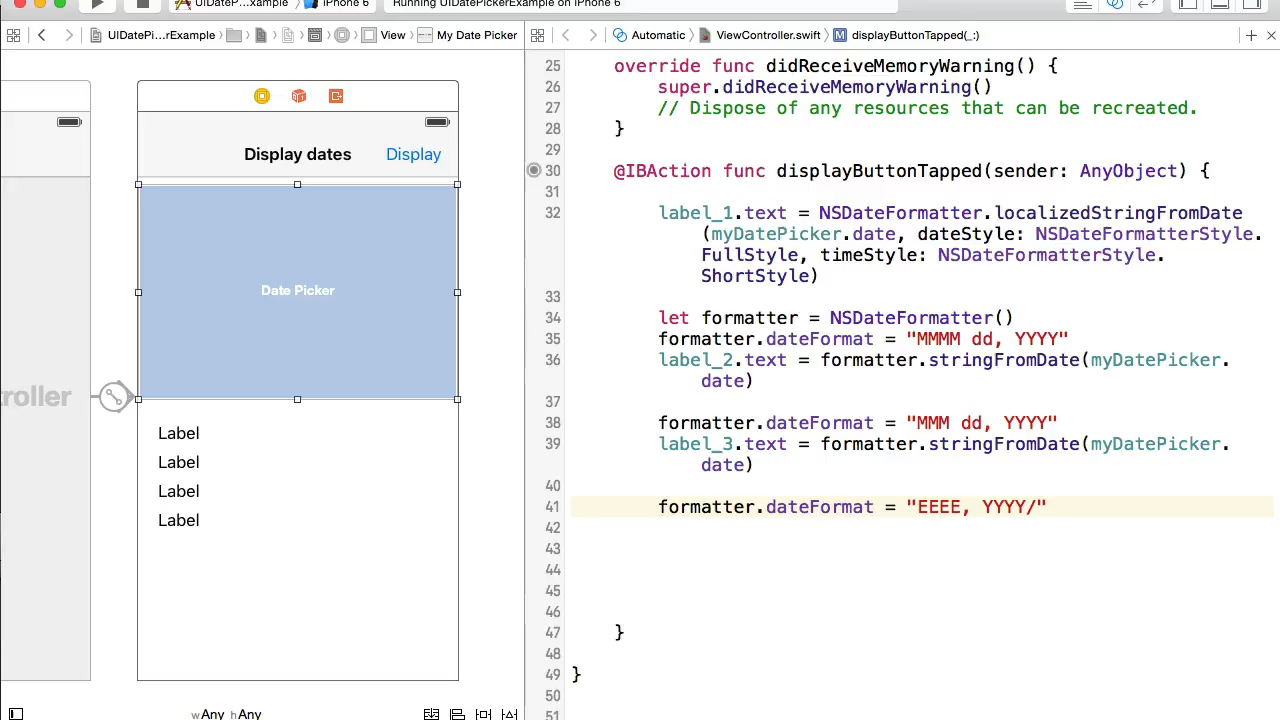 UIDateP...xample
iPhone 6
Running UIDatePickerExample on iPhone 6
UIDatePi...rExample
View
My Date Picker
Automatic
ViewController.swift
displayButtonTapped(_:)
Display dates
Display
Date Picker
troller
Label
Label
Label
Label
wAny hAny
25 override func didReceiveMemoryWarning() {
26 super.didReceiveMemoryWarning()
27 // Dispose of any resources that can be recreated.
28 }
29
30 @IBAction func displayButtonTapped(sender: AnyObject) {
31
32 label_1.text = NSDateFormatter.localizedStringFromDate
(myDatePicker.date, dateStyle: NSDateFormatterStyle.
FullStyle, timeStyle: NSDateFormatterStyle.
ShortStyle)
33
34 let formatter = NSDateFormatter()
35 formatter.dateFormat = "MMMM dd, YYYY"
36 label_2.text = formatter.stringFromDate(myDatePicker.
date)
37
38 formatter.dateFormat = "MMM dd, YYYY"
39 label_3.text = formatter.stringFromDate(myDatePicker.
date)
40
41 formatter.dateFormat = "EEEE, YYYY/"
42
43
44
45
46
47 }
48
49 }
50
51